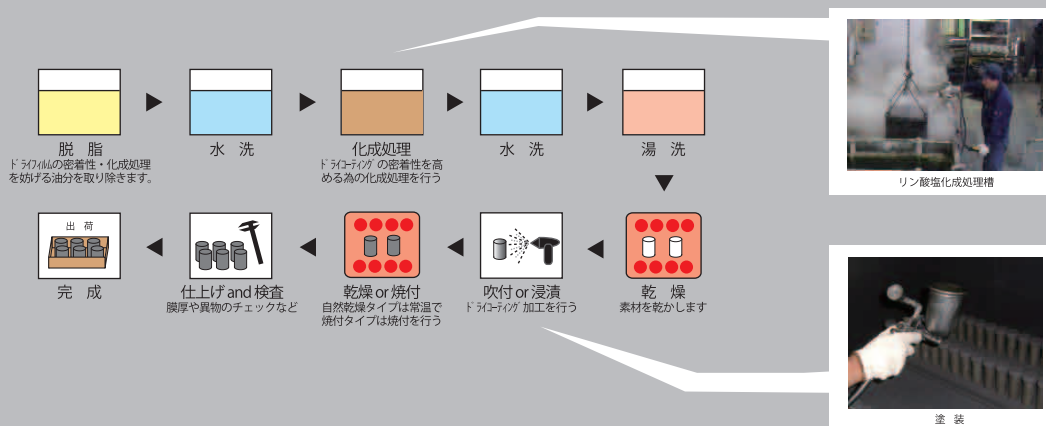 脱 脂
ﾄﾞﾗｲﾌｨﾙﾑの密着性・化成処理
を妨げる油分を取り除きます。
水 洗
化成処理
ﾄﾞﾗｲｺｰﾃｨﾝｸﾞの密着性を高
める為の化成処理を行う
水 洗
湯 洗
リン酸塩化成処理槽
出 荷
完 成
仕上げ and 検査
膜厚や異物のチェックなど
乾燥 or 焼付
自然乾燥タイプは常温で
焼付タイプは焼付を行う
吹付 or 浸漬
ﾄﾞﾗｲｺｰﾃｨﾝｸﾞ加工を行う
乾 燥
素材を乾かします
塗 装